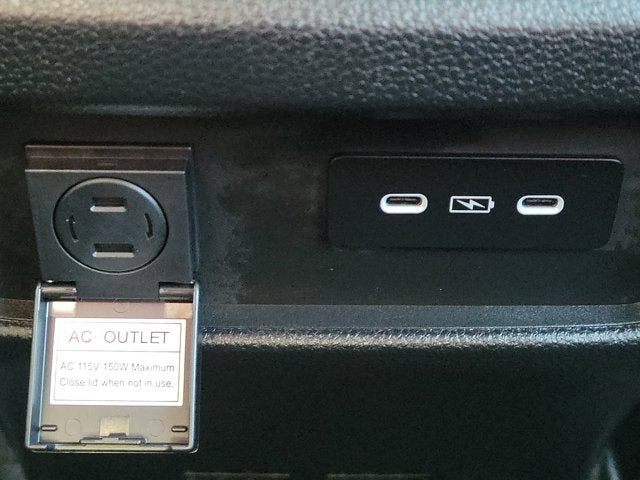 AC OUTLET
AC 115V 150W Maximum
Close lid when not in use.